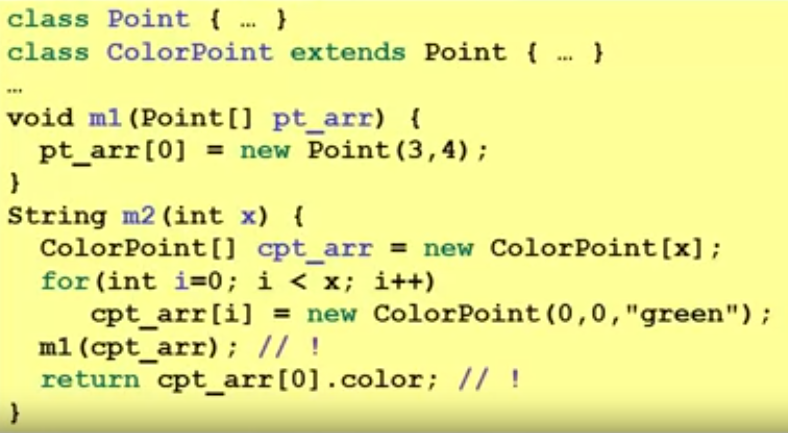 class Point { … }
class ColorPoint extends Point { … }
…
void m1(Point[] pt_arr) {
  pt_arr[0] = new Point(3,4);
}
String m2(int x) {
  ColorPoint[] cpt_arr = new ColorPoint[x];
  for(int i=0; i < x; i++)
     cpt_arr[i] = new ColorPoint(0,0,"green");
  m1(cpt_arr); // !
  return cpt_arr[0].color; // !
}